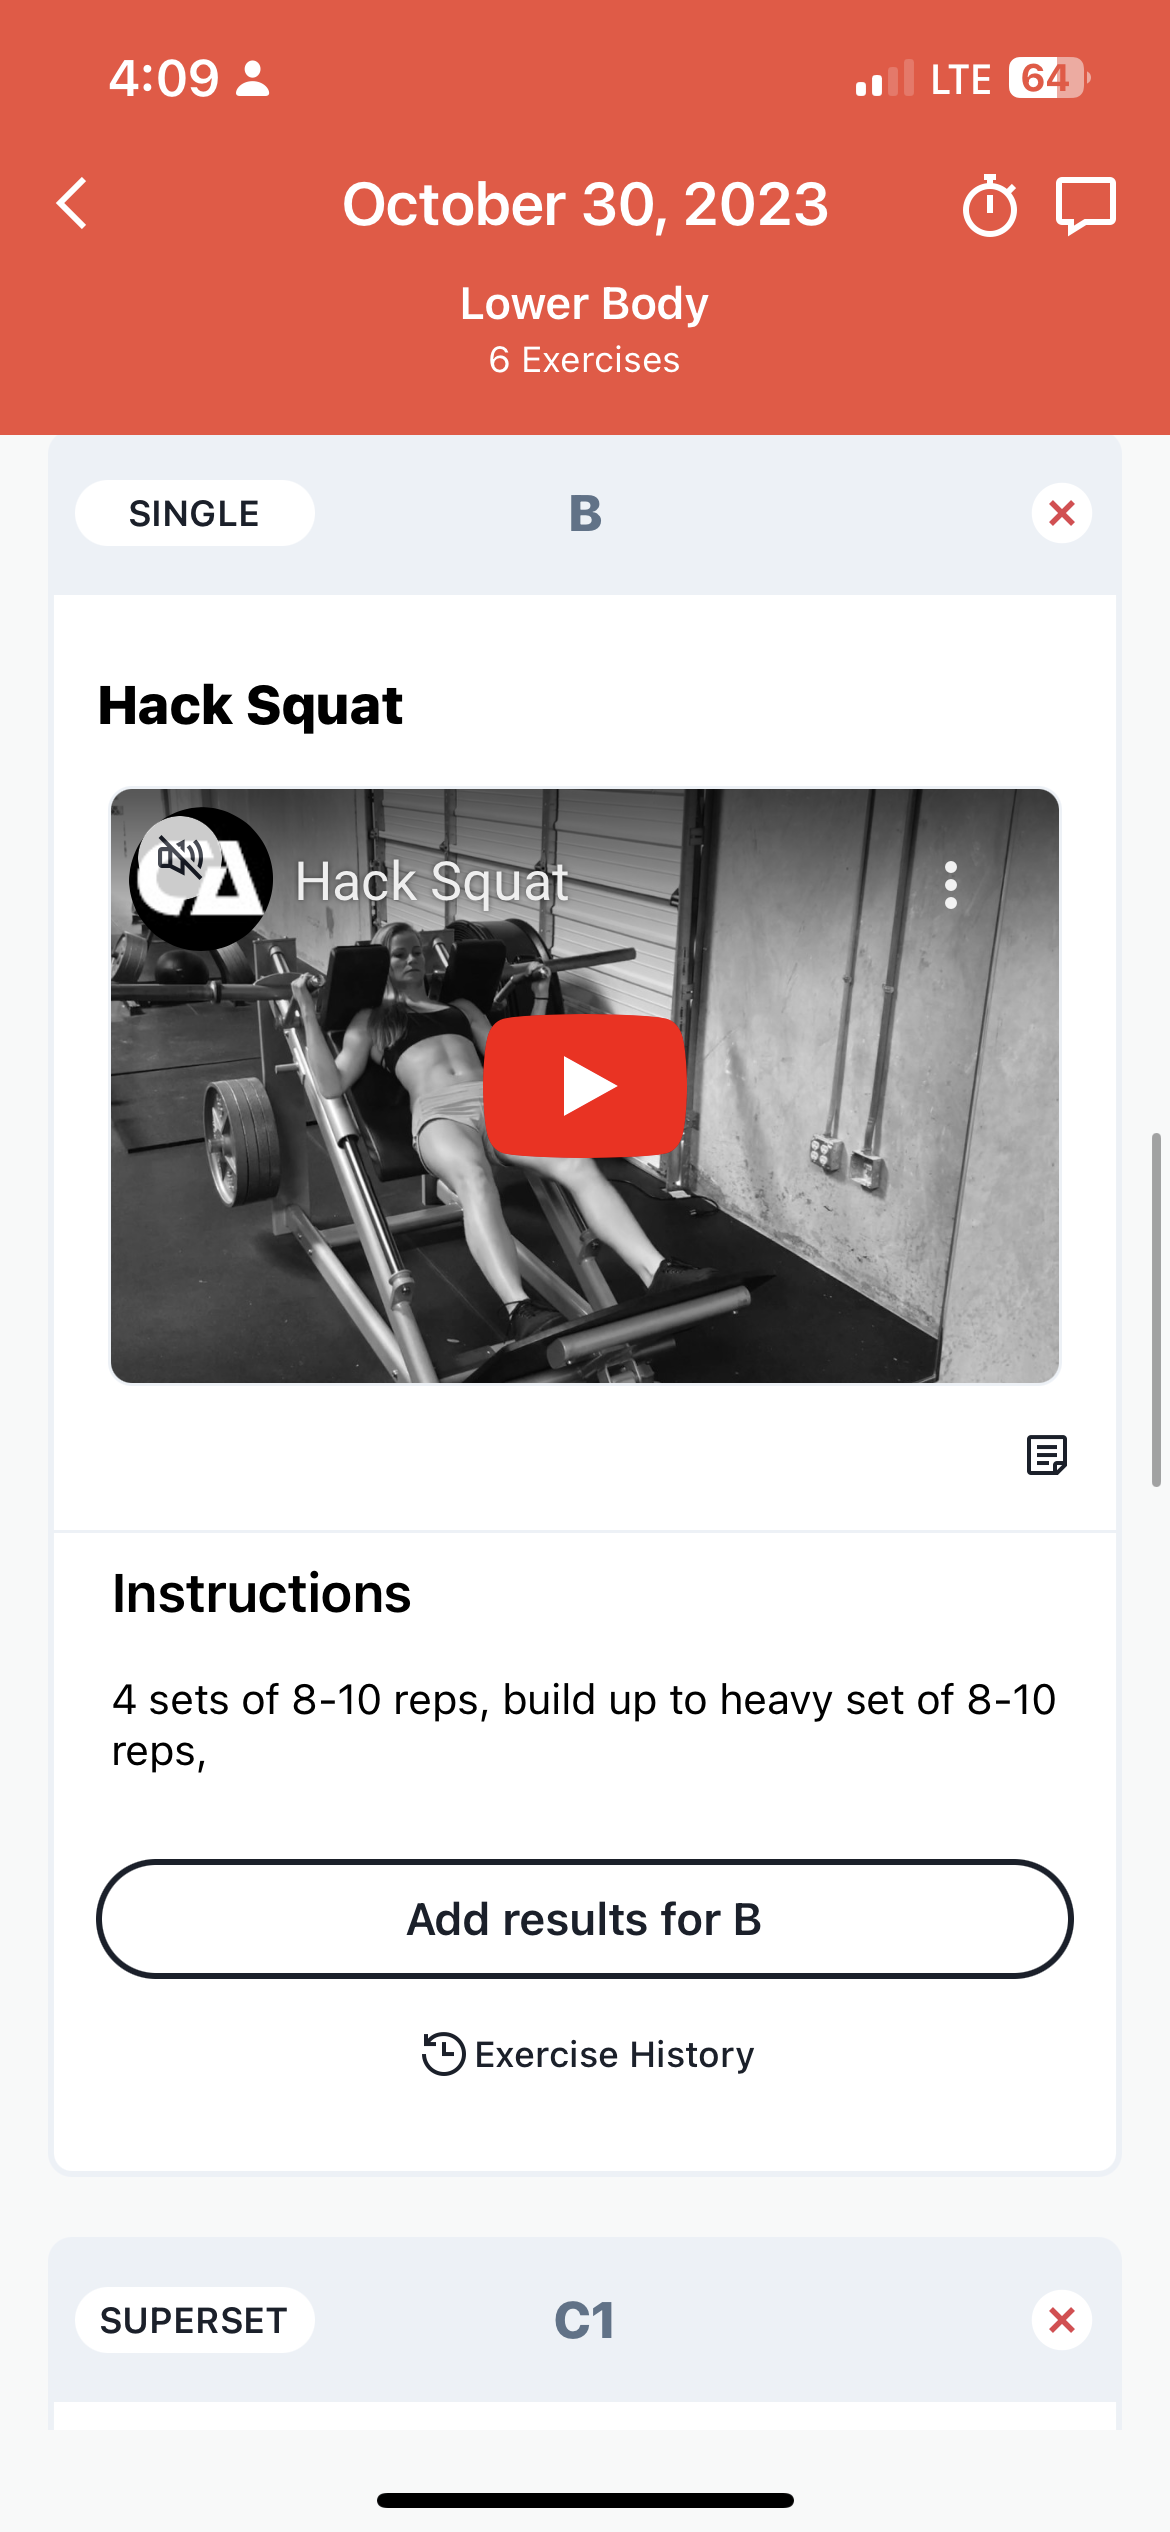 4:09
LTE 64
October 30, 2023
Lower Body
6 Exercises
SINGLE
B
Hack Squat
CA
Hack Squat
Instructions
4 sets of 8-10 reps, build up to heavy set of 8-10
reps,
Add results for B
Exercise History
SUPERSET
C1